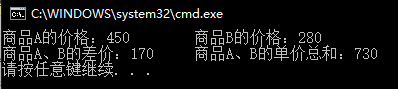 C:\WINDOWS\system32\cmd.exe
商品A的价格：450 商品B的价格：280
商品A、B的差价：170 商品A、B的单价总和：730
请按任意键继续. . .